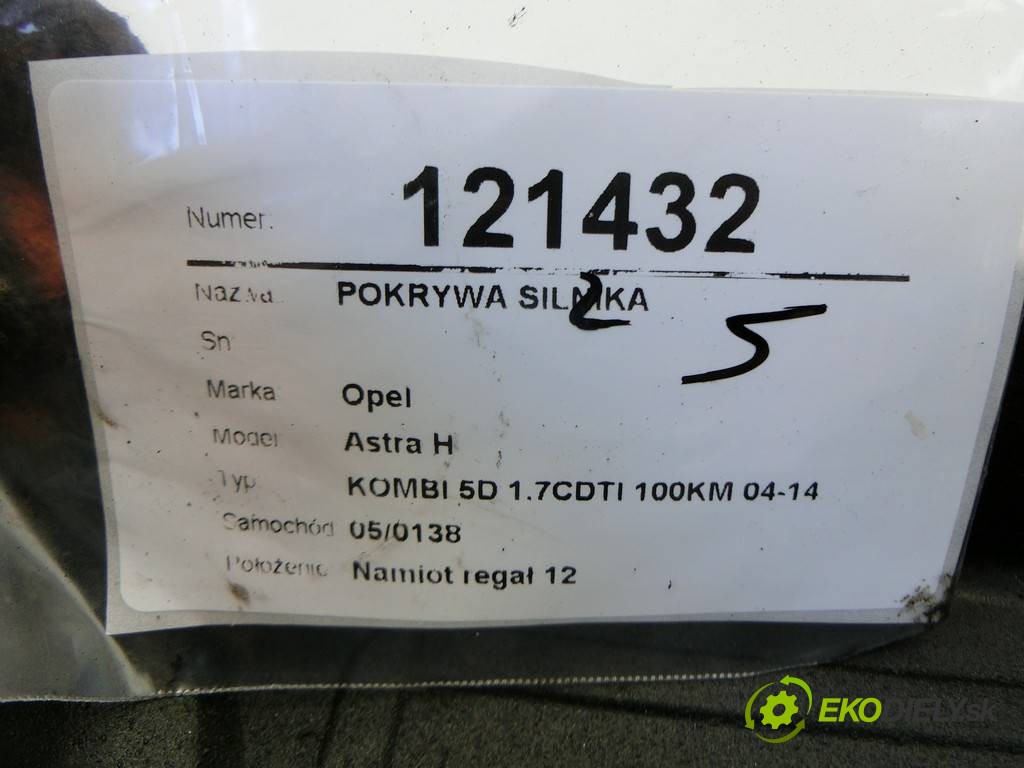 Numer. 121432
Nazwa POKRYWA SILNIKA
2 5
Sn
Marka Opel
Model Astra H
Typ KOMBI 5D 1.7CDTI 100KM 04-14
Samochód 05/0138
Położenie Namiot regał 12
EKODIELY.sk